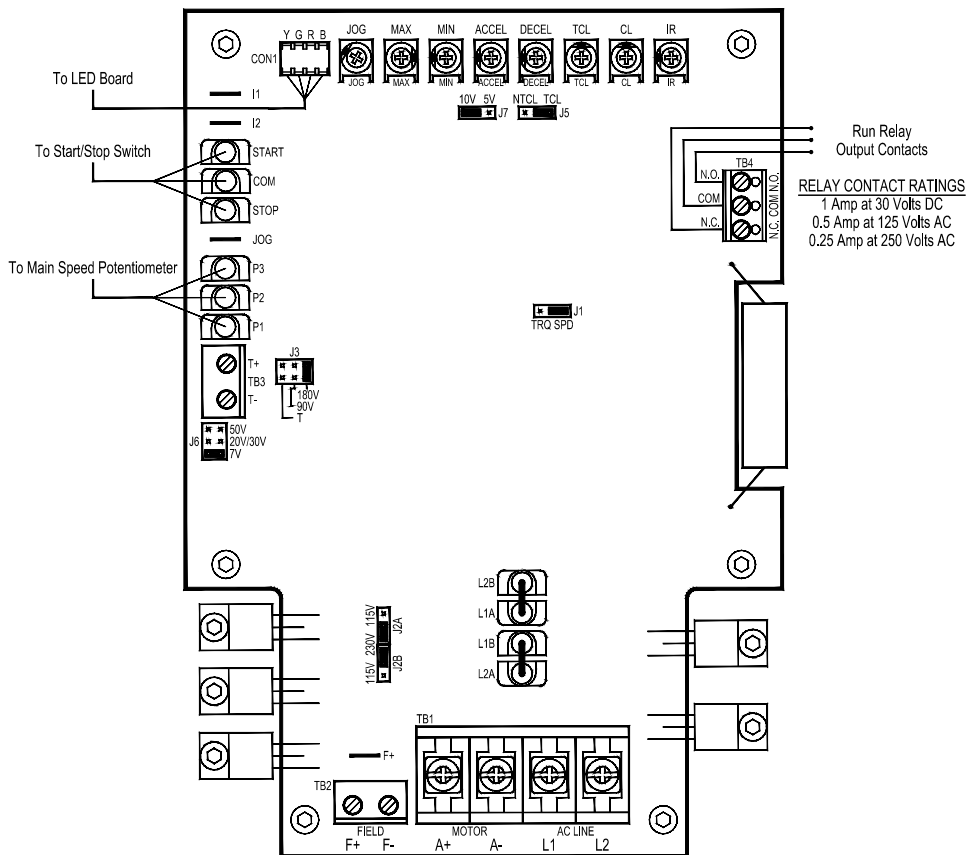 Y G R B
CON1
JOG MAX MIN ACCEL DECEL TCL CL IR
JOG MAX MIN ACCEL DECEL TCL CL IR
To LED Board
I1
10V 5V
J7
NTCL TCL
J5
I2
To Start/Stop Switch
START
COM
STOP
Run Relay
Output Contacts
TB4
N.O.
COM
N.C.
N.C. COM N.O.
RELAY CONTACT RATINGS
1 Amp at 30 Volts DC
0.5 Amp at 125 Volts AC
0.25 Amp at 250 Volts AC
JOG
To Main Speed Potentiometer
P3
P2
P1
J1
TRQ SPD
T+
TB3
T-
J3
180V
90V
T
J6
50V
20V/30V
7V
L2B
L1A
L1B
L2A
115V 230V 115V
J2A
J2B
TB1
F+
TB2
FIELD
F+ F-
MOTOR
A+ A-
AC LINE
L1 L2